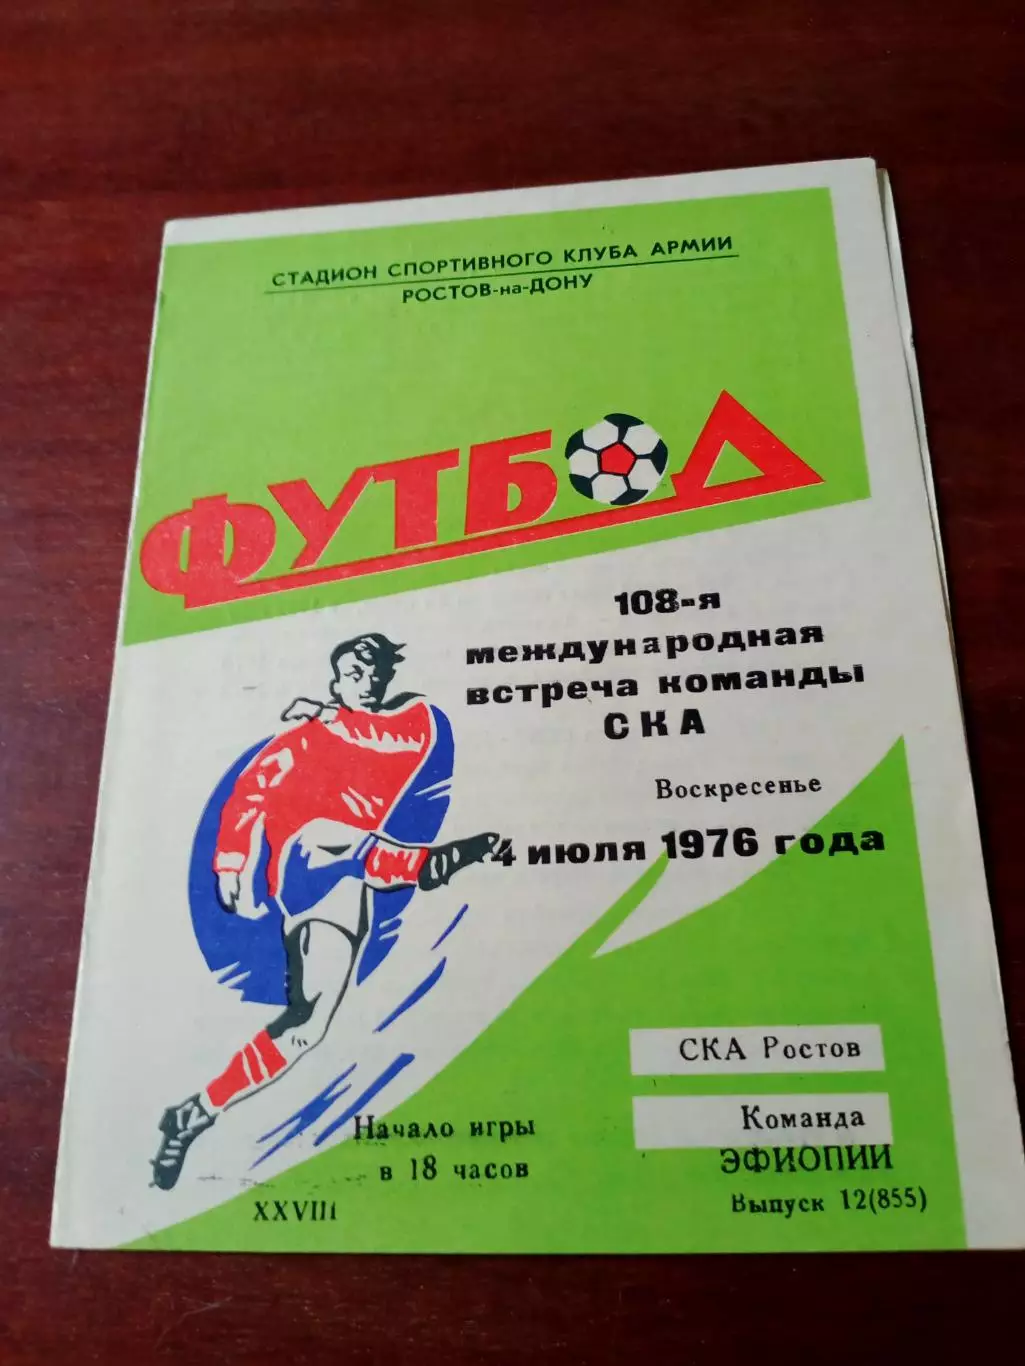 СТАДИОН СПОРТИВНОГО КЛУБА АРМИИ
РОСТОВ-на-ДОНУ
ФУТБОЛ
108-я
международная
встреча команды
СКА
Воскресенье
4 июля 1976 года
СКА Ростов
Команда
ЭФИОПИИ
Начало игры
в 18 часов
XXVIII
Выпуск 12(855)